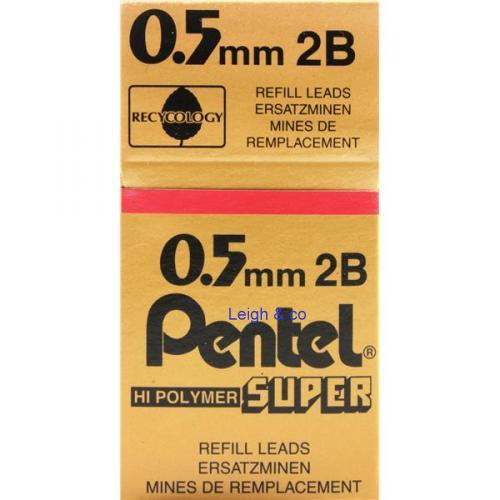 0.5mm 2B
RECYCOLOGY
REFILL LEADS
ERSATZMINEN
MINES DE
REMPLACEMENT
0.5mm 2B
Leigh & co
Pentel®
HI POLYMER SUPER
REFILL LEADS
ERSATZMINEN
MINES DE REMPLACEMENT